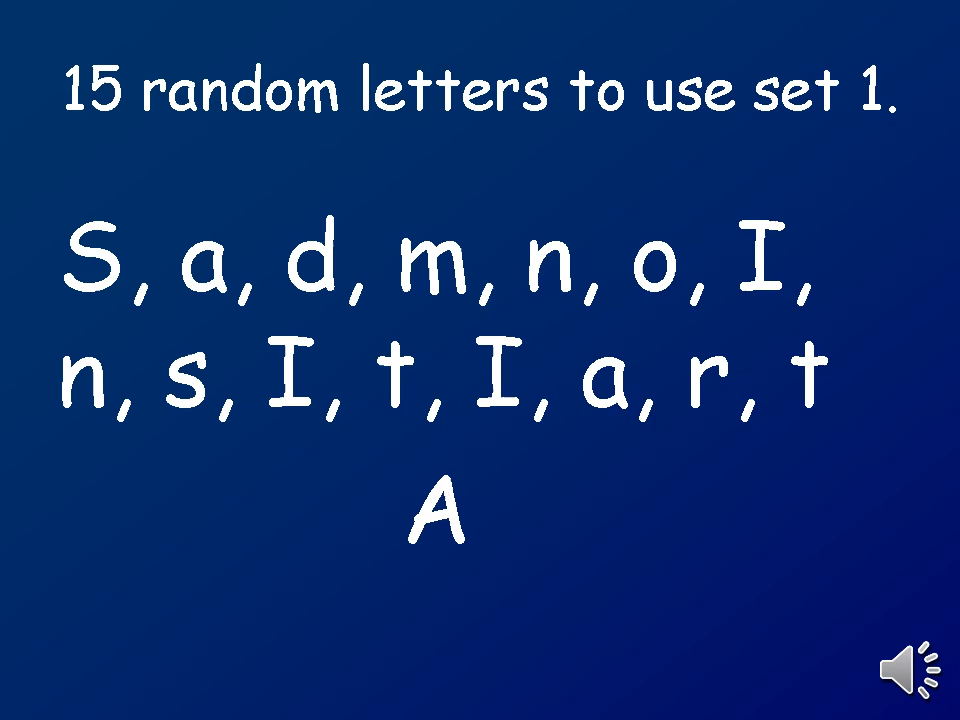 15 random letters to use set 1.
S, a, d, m, n, o, I,
n, s, I, t, I, a, r, t
A